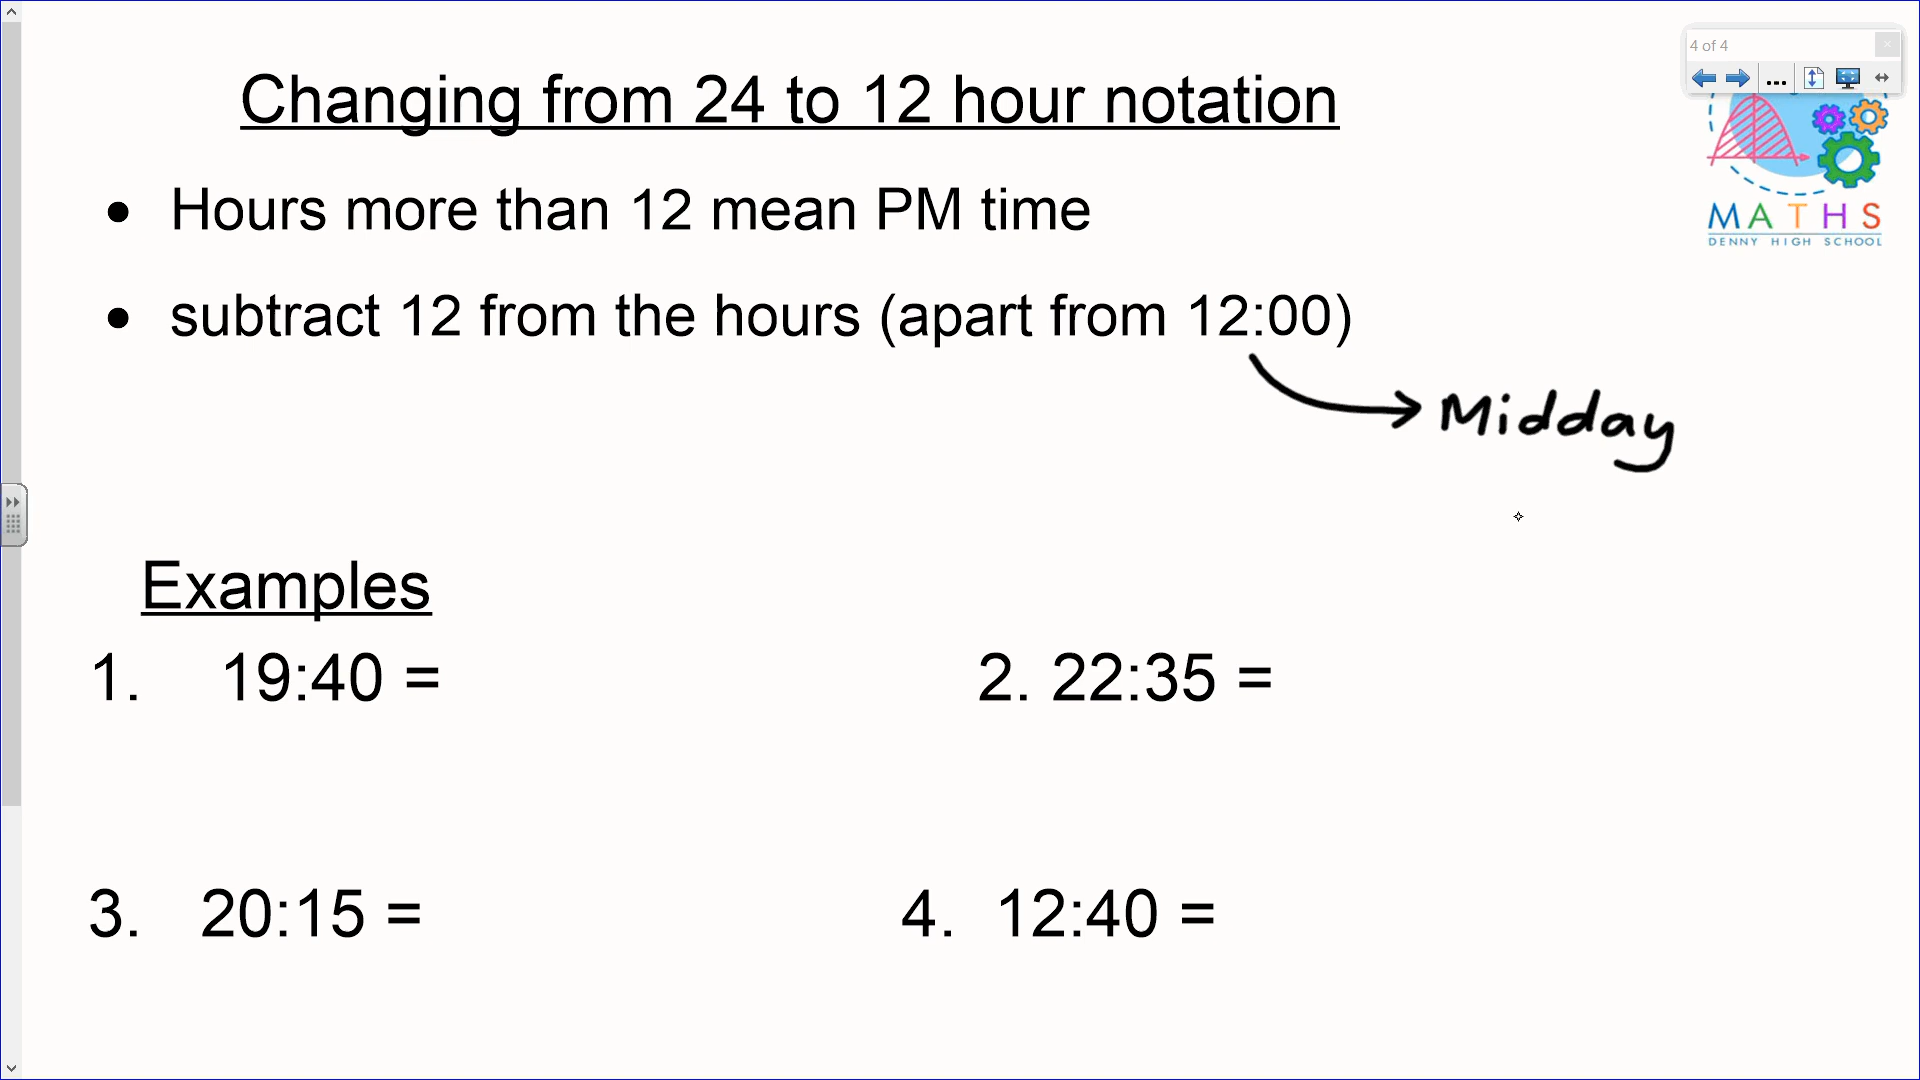 4 of 4
Changing from 24 to 12 hour notation
MATHS
DENNY HIGH SCHOOL
• Hours more than 12 mean PM time
• subtract 12 from the hours (apart from 12:00)
Midday
Examples
1. 19:40 =
2. 22:35 =
3. 20:15 =
4. 12:40 =